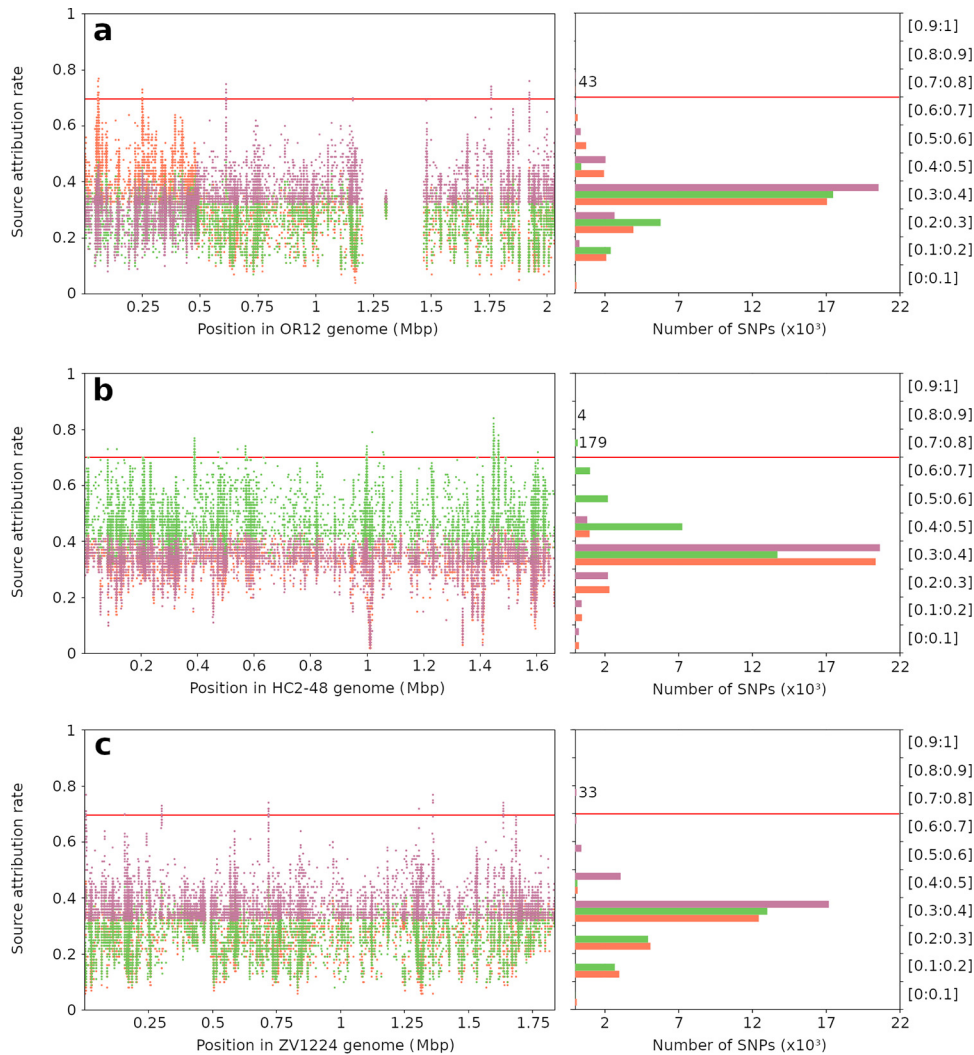 a
Source attribution rate
1
0.8
0.6
0.4
0.2
0
0.25 0.5 0.75 1 1.25 1.5 1.75 2
Position in OR12 genome (Mbp)
43
[0.9:1]
[0.8:0.9]
[0.7:0.8]
[0.6:0.7]
[0.5:0.6]
[0.4:0.5]
[0.3:0.4]
[0.2:0.3]
[0.1:0.2]
[0:0.1]
2 7 12 17 22
Number of SNPs (x10³)
b
Source attribution rate
1
0.8
0.6
0.4
0.2
0
0.2 0.4 0.6 0.8 1 1.2 1.4 1.6
Position in HC2-48 genome (Mbp)
4
179
[0.9:1]
[0.8:0.9]
[0.7:0.8]
[0.6:0.7]
[0.5:0.6]
[0.4:0.5]
[0.3:0.4]
[0.2:0.3]
[0.1:0.2]
[0:0.1]
2 7 12 17 22
Number of SNPs (x10³)
c
Source attribution rate
1
0.8
0.6
0.4
0.2
0
0.25 0.5 0.75 1 1.25 1.5 1.75
Position in ZV1224 genome (Mbp)
33
[0.9:1]
[0.8:0.9]
[0.7:0.8]
[0.6:0.7]
[0.5:0.6]
[0.4:0.5]
[0.3:0.4]
[0.2:0.3]
[0.1:0.2]
[0:0.1]
2 7 12 17 22
Number of SNPs (x10³)